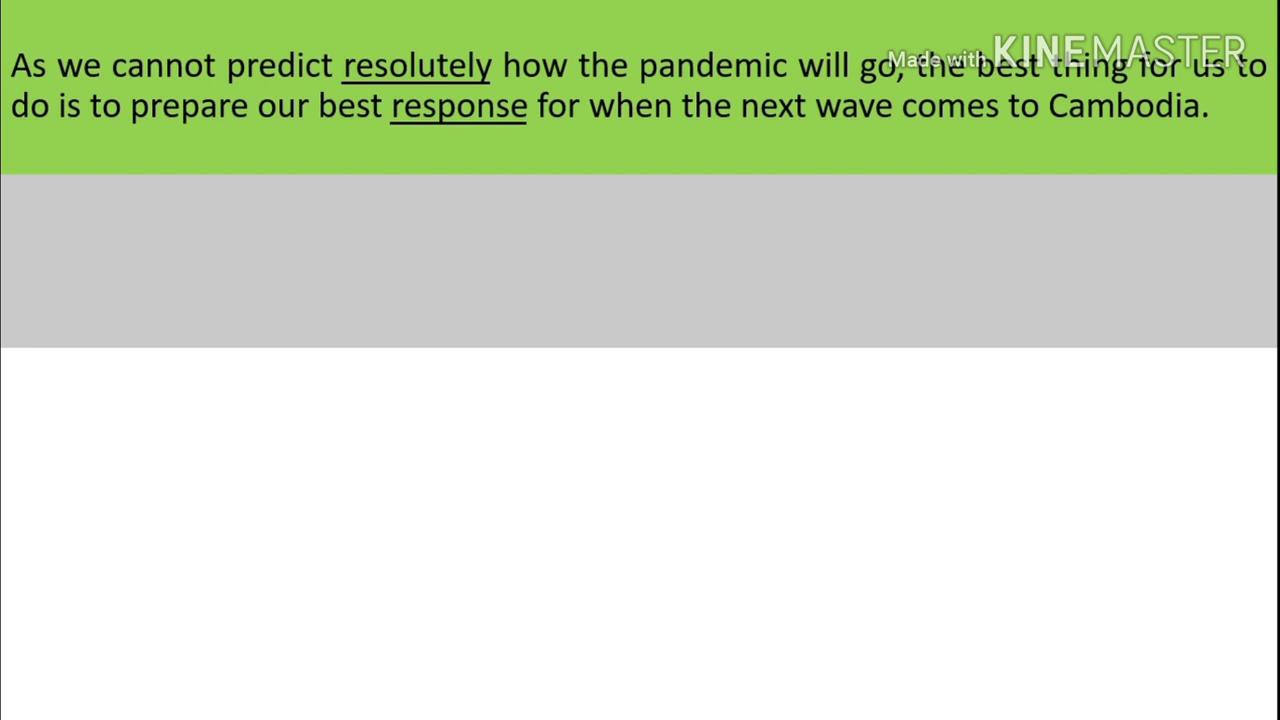 As we cannot predict resolutely how the pandemic will go, the best thing for us to
do is to prepare our best response for when the next wave comes to Cambodia.
Made with KINEMASTER